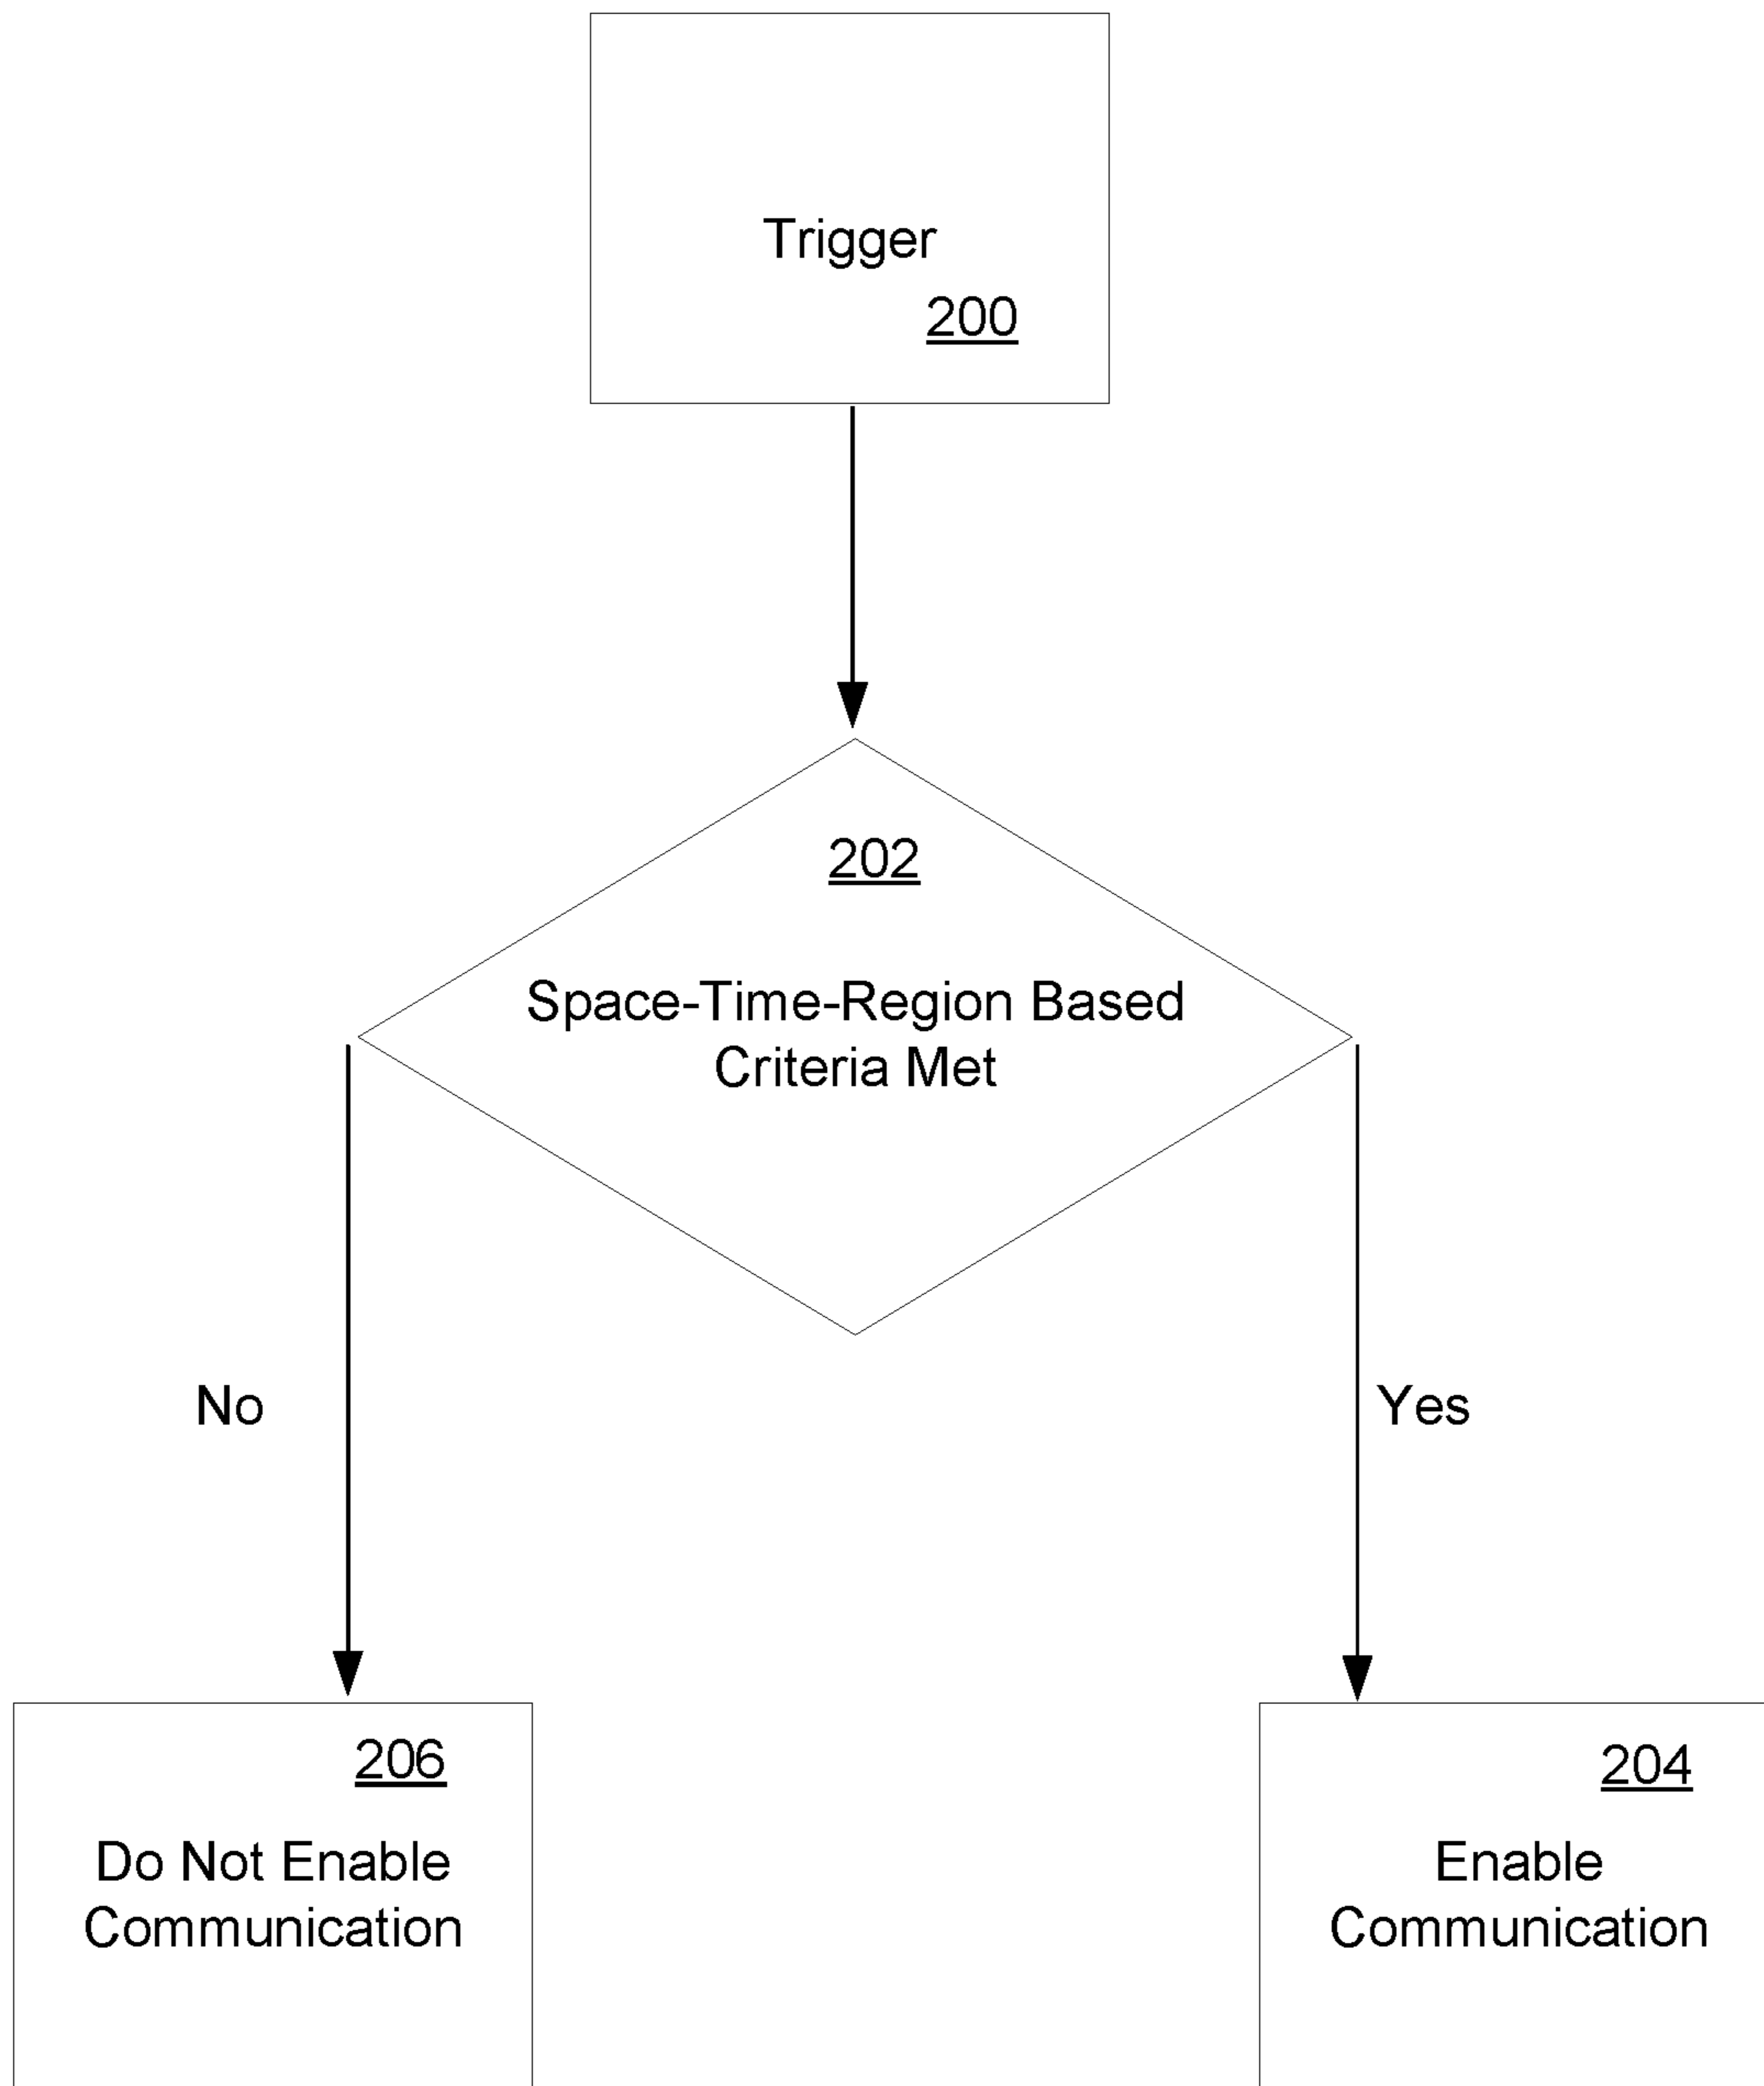 Trigger
200
202
Space-Time-Region Based
Criteria Met
No
Yes
206
Do Not Enable
Communication
204
Enable
Communication